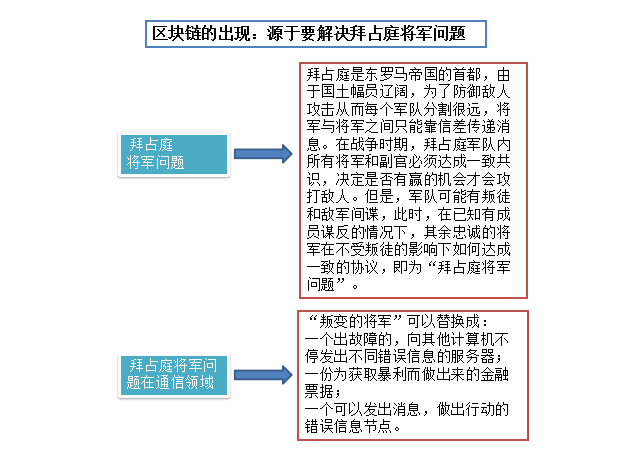 区块链的出现：源于要解决拜占庭将军问题
拜占庭
将军问题
拜占庭是东罗马帝国的首都，由
于国土幅员辽阔，为了防御敌人
攻击从而每个军队分割很远，将
军与将军之间只能靠信差传递消
息。在战争时期，拜占庭军队内
所有将军和副官必须达成一致共
识，决定是否有赢的机会才会攻
打敌人。但是，军队可能有叛徒
和敌军间谍，此时，在已知有成
员谋反的情况下，其余忠诚的将
军在不受叛徒的影响下如何达成
一致的协议，即为“拜占庭将军
问题”。
拜占庭将军问
题在通信领域
“叛变的将军”可以替换成：
一个出故障的，向其他计算机不
停发出不同错误信息的服务器；
一份为获取暴利而做出来的金融
票据；
一个可以发出消息，做出行动的
错误信息节点。